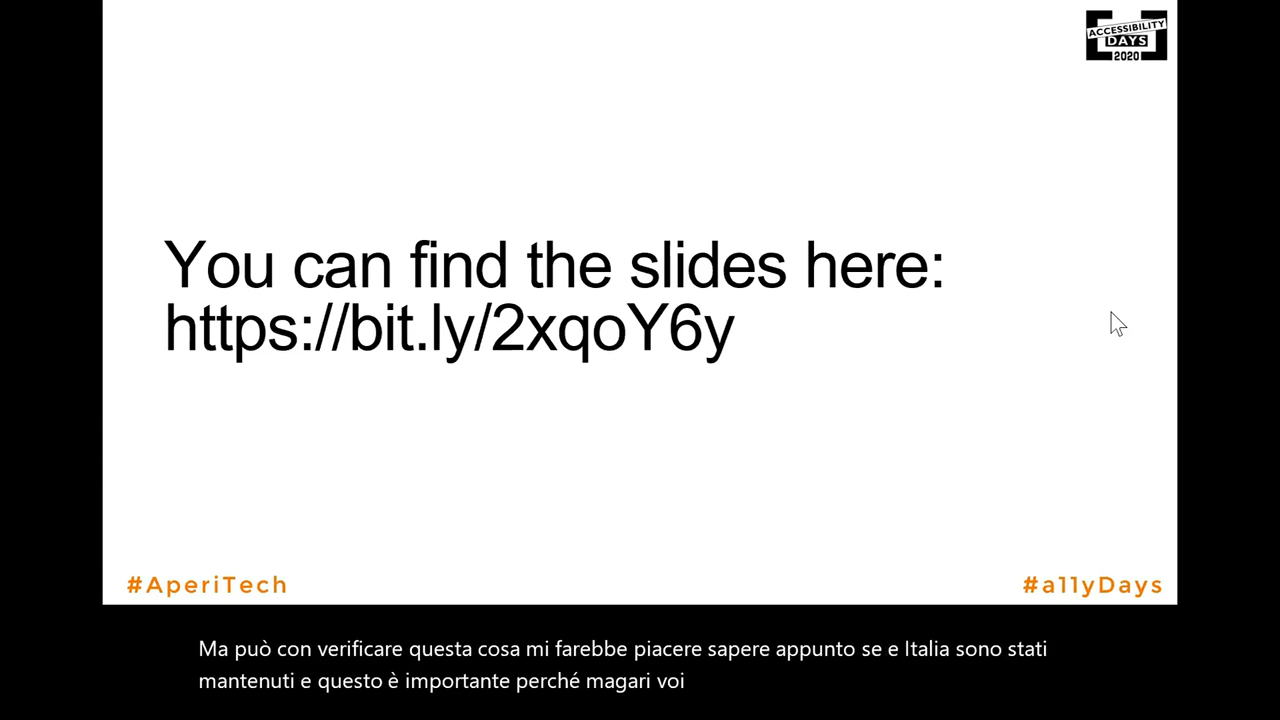 ACCESSIBILITY
DAYS
2020
You can find the slides here:
https://bit.ly/2xqoY6y
#AperiTech
#a11yDays
Ma può con verificare questa cosa mi farebbe piacere sapere appunto se e Italia sono stati
mantenuti e questo è importante perché magari voi